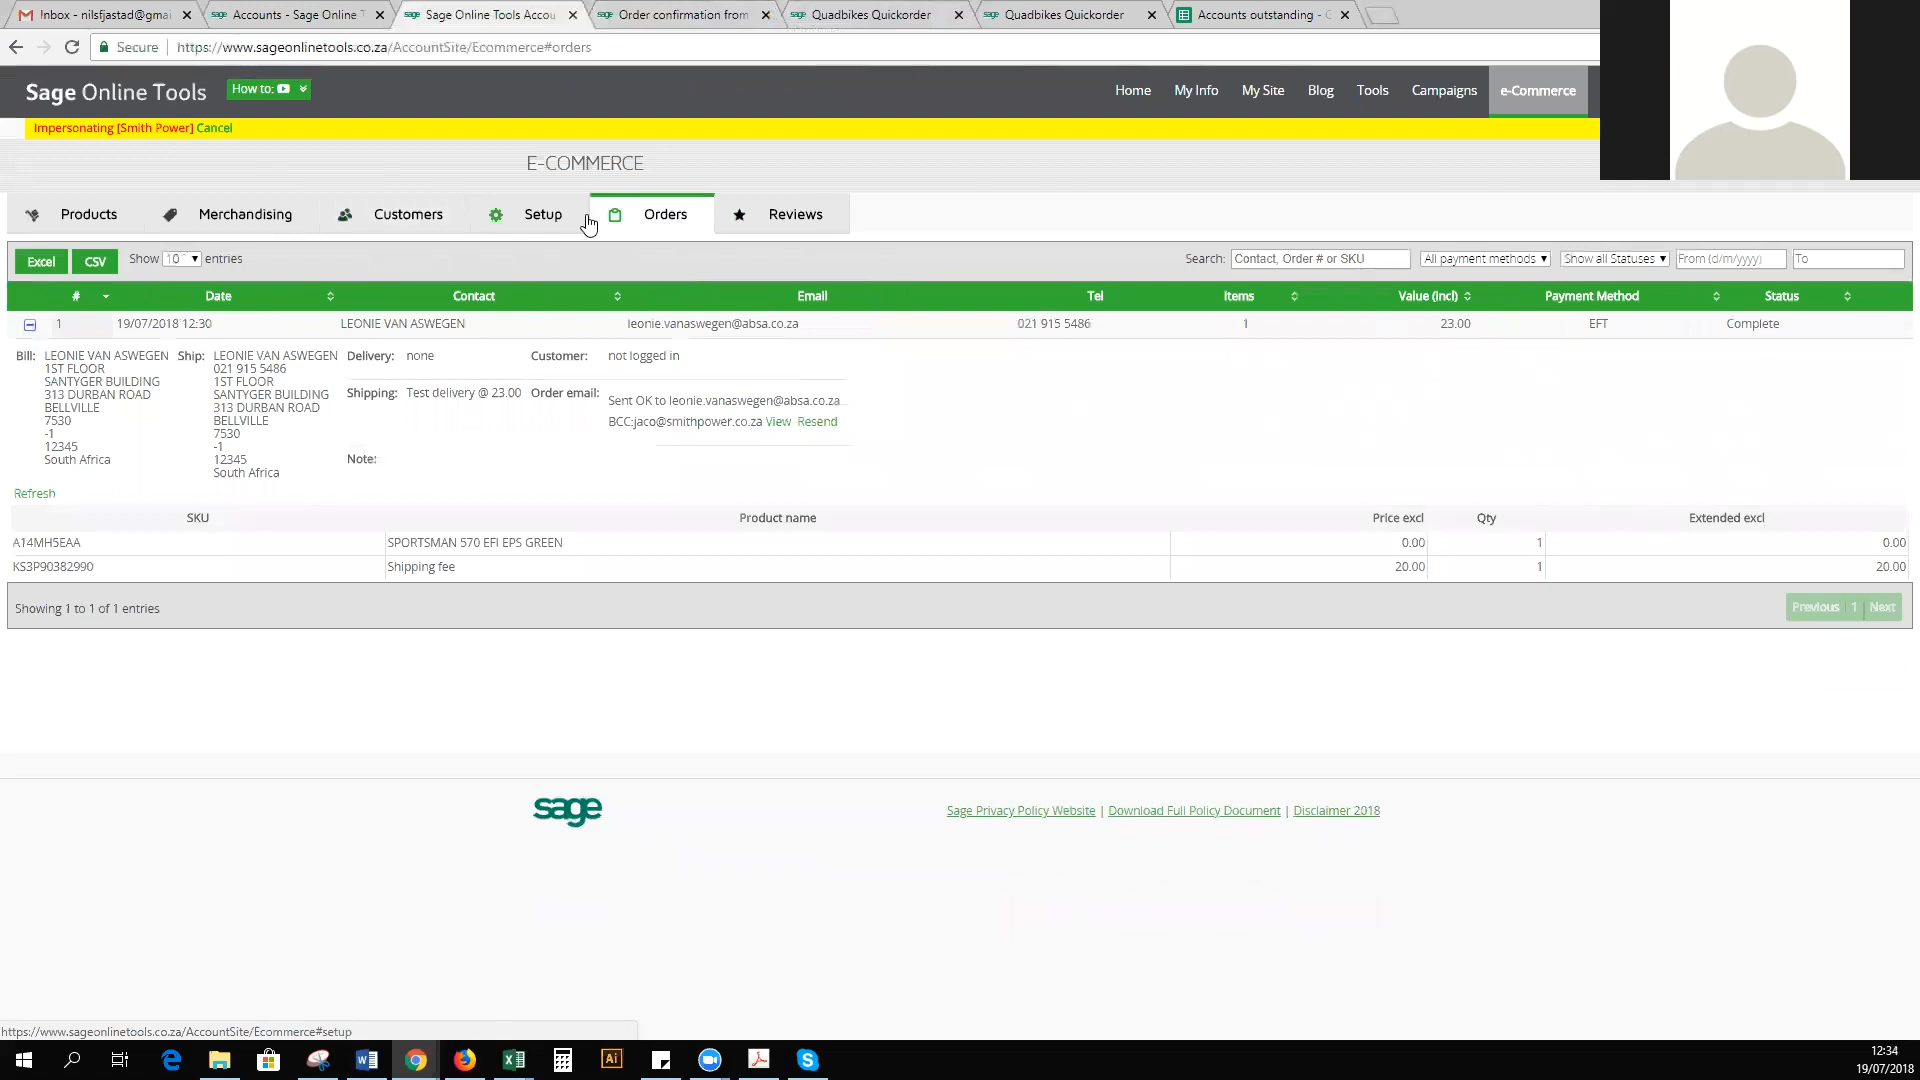 Inbox - nilsfjastad@gmai
Accounts - Sage Online T
Sage Online Tools Accou
Order confirmation from
Quadbikes Quickorder
Quadbikes Quickorder
Accounts outstanding - G
Secure https://www.sageonlinetools.co.za/AccountSite/Ecommerce#orders
Sage Online Tools How to:
Home My Info My Site Blog Tools Campaigns e-Commerce
Impersonating [Smith Power] Cancel
E-COMMERCE
Products Merchandising Customers Setup Orders Reviews
Excel CSV Show 10 entries Search: Contact, Order # or SKU All payment methods Show all Statuses From (d/m/yyyy) To
# Date Contact Email Tel Items Value (Incl) Payment Method Status
1 19/07/2018 12:30 LEONIE VAN ASWEGEN leonie.vanaswegen@absa.co.za 021 915 5486 1 23.00 EFT Complete
Bill: LEONIE VAN ASWEGEN
1ST FLOOR
SANTYGER BUILDING
313 DURBAN ROAD
BELLVILLE
7530
-1
12345
South Africa
Ship: LEONIE VAN ASWEGEN
021 915 5486
1ST FLOOR
SANTYGER BUILDING
313 DURBAN ROAD
BELLVILLE
7530
-1
12345
South Africa
Delivery: none
Shipping: Test delivery @ 23.00
Note:
Customer: not logged in
Order email: Sent OK to leonie.vanaswegen@absa.co.za
BCC:jaco@smithpower.co.za View Resend
Refresh
SKU Product name Price excl Qty Extended excl
A14MH5EAA SPORTSMAN 570 EFI EPS GREEN 0.00 1 0.00
KS3P90382990 Shipping fee 20.00 1 20.00
Showing 1 to 1 of 1 entries Previous 1 Next
sage
Sage Privacy Policy Website | Download Full Policy Document | Disclaimer 2018
https://www.sageonlinetools.co.za/AccountSite/Ecommerce#setup
Ai
12:34
19/07/2018